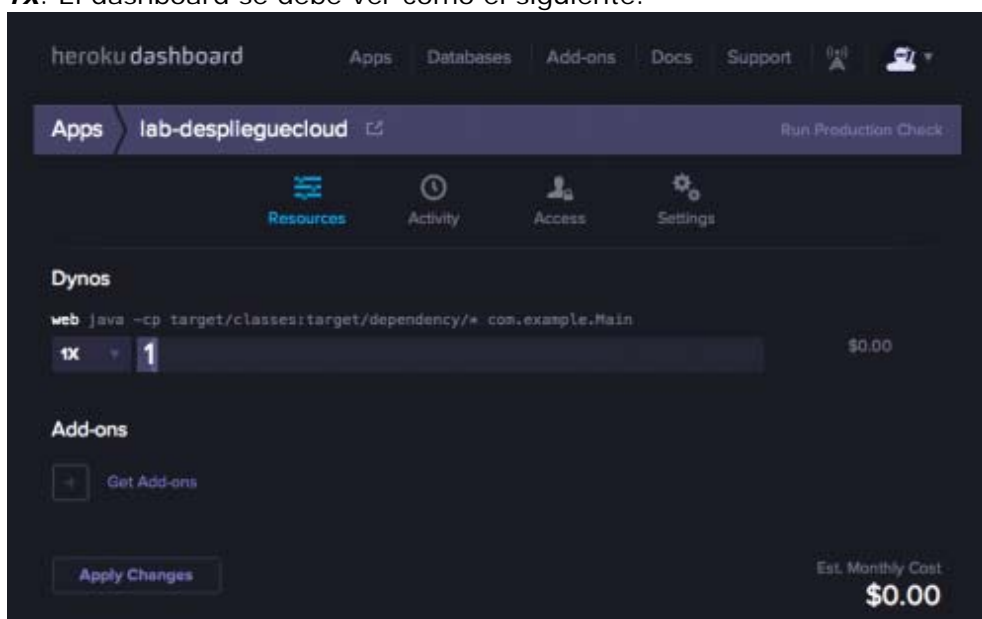 1x. El dashboard se debe ver como el siguiente:
heroku dashboard Apps Databases Add-ons Docs Support
Apps lab-desplieguecloud Run Production Check
Resources Activity Access Settings
Dynos
web java -cp target/classes:target/dependency/* com.example.Main
1X 1 $0.00
Add-ons
+ Get Add-ons
Apply Changes Est. Monthly Cost
$0.00